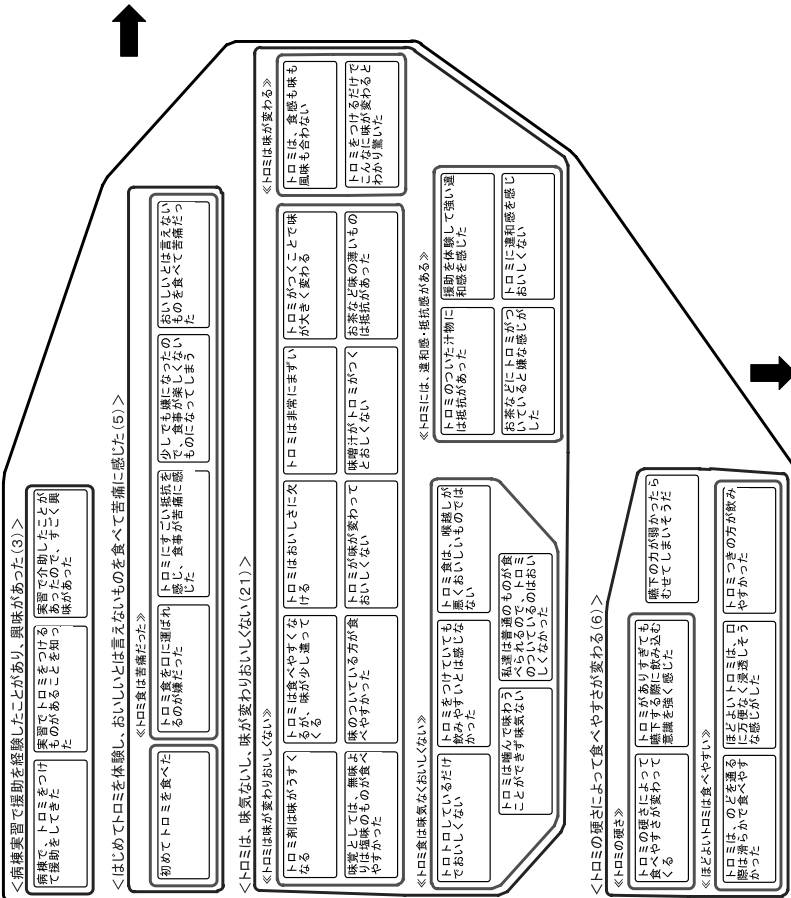 ＜病棟実習で援助を経験したことがあり、興味があった(3)＞
病棟で、トロミをつけ
て援助をしてきた
実習でトロミをつける
ものがあることを知っ
た
実習で介助したことが
あったので、すごく興
味があった
＜はじめてトロミを体験し、おいしいとは言えないものを食べて苦痛に感じた(5)＞
初めてトロミを食べた
≪トロミ食は苦痛だった≫
トロミ食を口に運ばれ
るのが嫌だった
トロミにすごい抵抗を
感じ、食事が苦痛に感
じた
少しでも嫌になったの
で、食事が楽しくない
ものになってしまう
おいしいとは言えない
ものを食べて苦痛だっ
た
＜トロミは、味気ないし、味が変わりおいしくない(21)＞
≪トロミは味が変わりおいしくない≫
トロミ剤は味がうすく
なる
トロミは食べやすくな
るが、味が少し違って
くる
トロミはおいしさに欠
ける
トロミは非常にまずい
トロミがつくことで味
が大きく変わる
味覚としては、無味よ
りは塩味のものが食べ
やすかった
味のついている方が食
べやすかった
トロミが味が変わって
おいしくない
味噌汁がトロミがつく
とおしくない
お茶など味の薄いもの
は抵抗があった
≪トロミは味が変わる≫
トロミは、食感も味も
風味も合わない
トロミをつけるだけで
こんなに味が変わると
わかり驚いた
≪トロミ食は味気なくおいしくない≫
トロトロしているだけ
でおいしくない
トロミをつけていても
飲みやすいとは感じな
かった
トロミ食は、喉越しが
悪くおいしいものでは
ない
トロミは噛んで味わう
ことができず味気ない
私達は普通のものが食
べられるので、トロミ
のついているのはおい
しくなかった
≪トロミには、違和感・抵抗感がある≫
トロミのついた汁物に
は抵抗があった
援助を体験して強い違
和感を感じた
お茶などにトロミがつ
いていると嫌な感じが
した
トロミに違和感を感じ
おいしくない
＜トロミの硬さによって食べやすさが変わる(6)＞
≪トロミの硬さ≫
トロミの硬さによって
食べやすさが変わって
くる
トロミがありすぎても
嚥下する際に飲み込む
意識を強く感じた
嚥下の力が弱かったら
むせてしまいそうだ
≪ほどよいトロミは食べやすい≫
トロミは、のどを通る
際は滑らかで食べやす
かった
ほどよいトロミは、口
に万便なく浸透しそう
な感じがした
トロミつきの方が飲み
やすかった